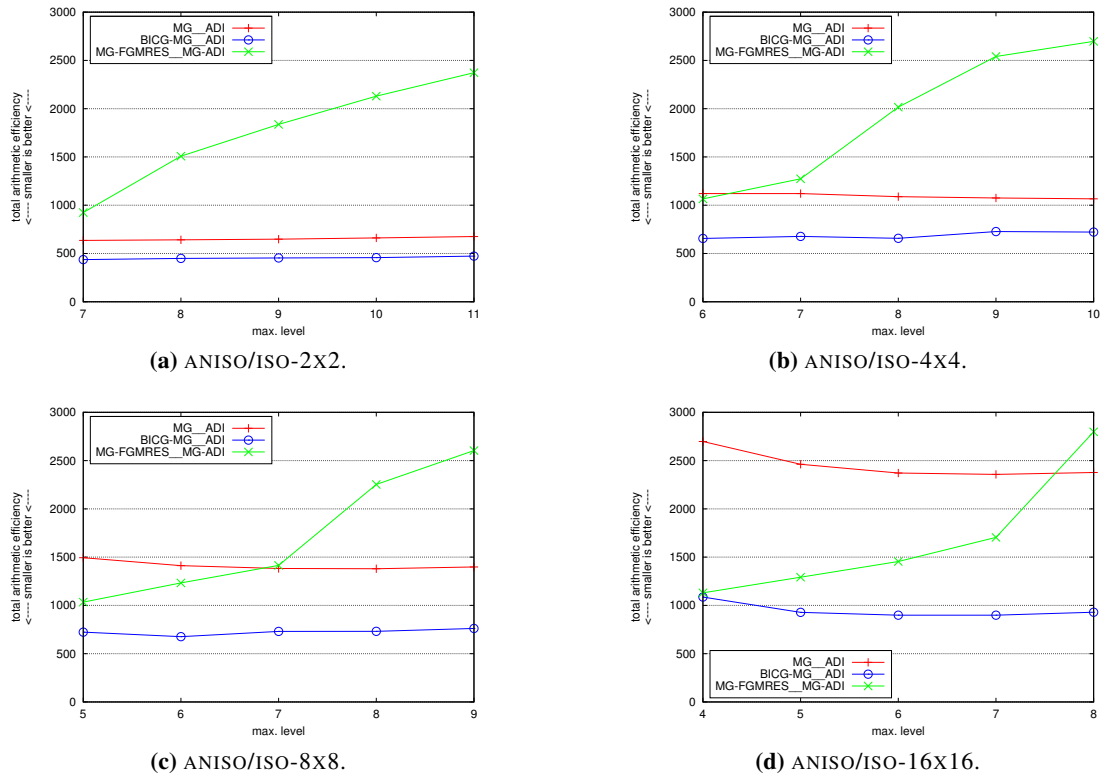 total arithmetic efficiency
<---- smaller is better <----
3000
2500
2000
1500
1000
500
0
MG__ADI
BICG-MG__ADI
MG-FGMRES__MG-ADI
7 8 9 10 11
max. level
(a) ANISO/ISO-2X2.
total arithmetic efficiency
<---- smaller is better <----
3000
2500
2000
1500
1000
500
0
MG__ADI
BICG-MG__ADI
MG-FGMRES__MG-ADI
6 7 8 9 10
max. level
(b) ANISO/ISO-4X4.
total arithmetic efficiency
<---- smaller is better <----
3000
2500
2000
1500
1000
500
0
MG__ADI
BICG-MG__ADI
MG-FGMRES__MG-ADI
5 6 7 8 9
max. level
(c) ANISO/ISO-8X8.
total arithmetic efficiency
<---- smaller is better <----
3000
2500
2000
1500
1000
500
0
MG__ADI
BICG-MG__ADI
MG-FGMRES__MG-ADI
4 5 6 7 8
max. level
(d) ANISO/ISO-16X16.